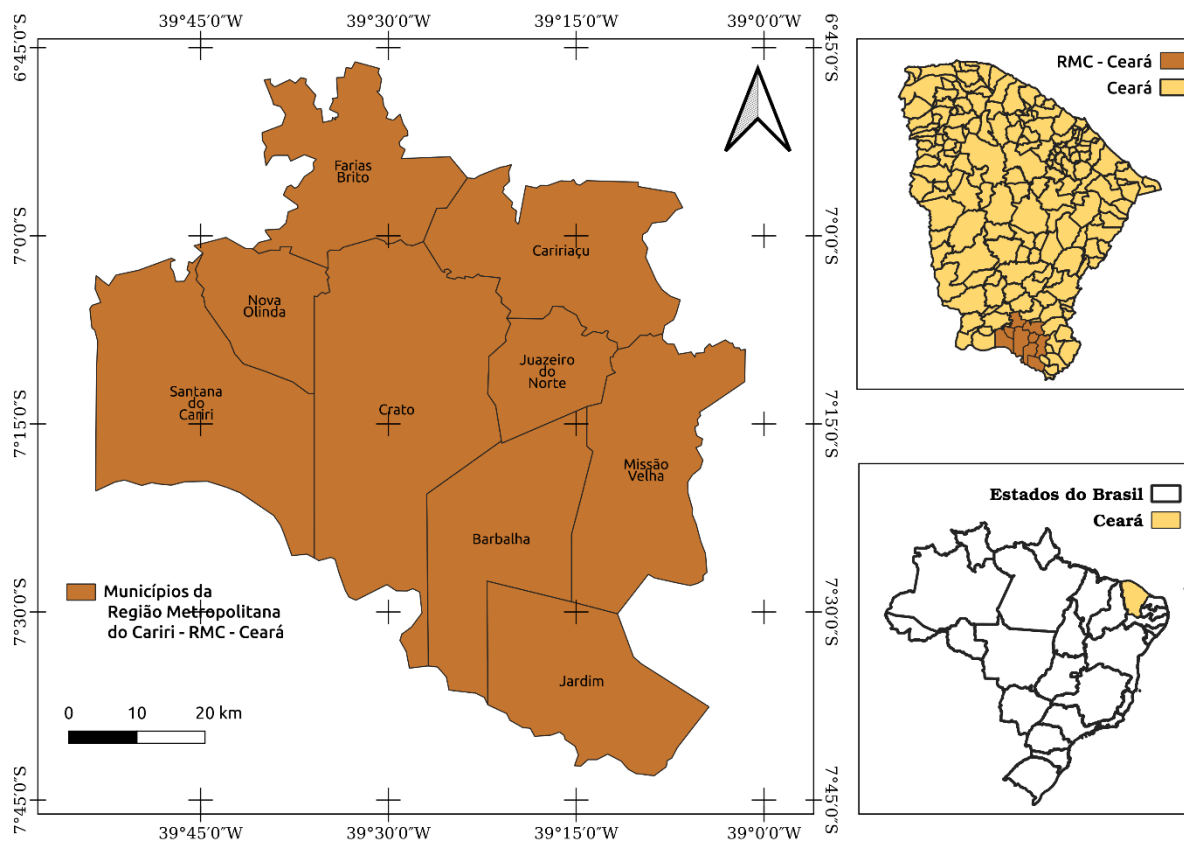 39°45′0″W 39°30′0″W 39°15′0″W 39°0′0″W
6°45′0″S
6°45′0″S
7°0′0″S
7°0′0″S
7°15′0″S
7°15′0″S
7°30′0″S
7°30′0″S
7°45′0″S
7°45′0″S
Farias
Brito
Caririaçu
Nova
Olinda
Juazeiro
do
Norte
Santana
do
Cariri
Crato
Missão
Velha
Barbalha
Jardim
Municípios da
Região Metropolitana
do Cariri - RMC - Ceará
0 10 20 km
39°45′0″W 39°30′0″W 39°15′0″W 39°0′0″W
RMC - Ceará
Ceará
Estados do Brasil
Ceará